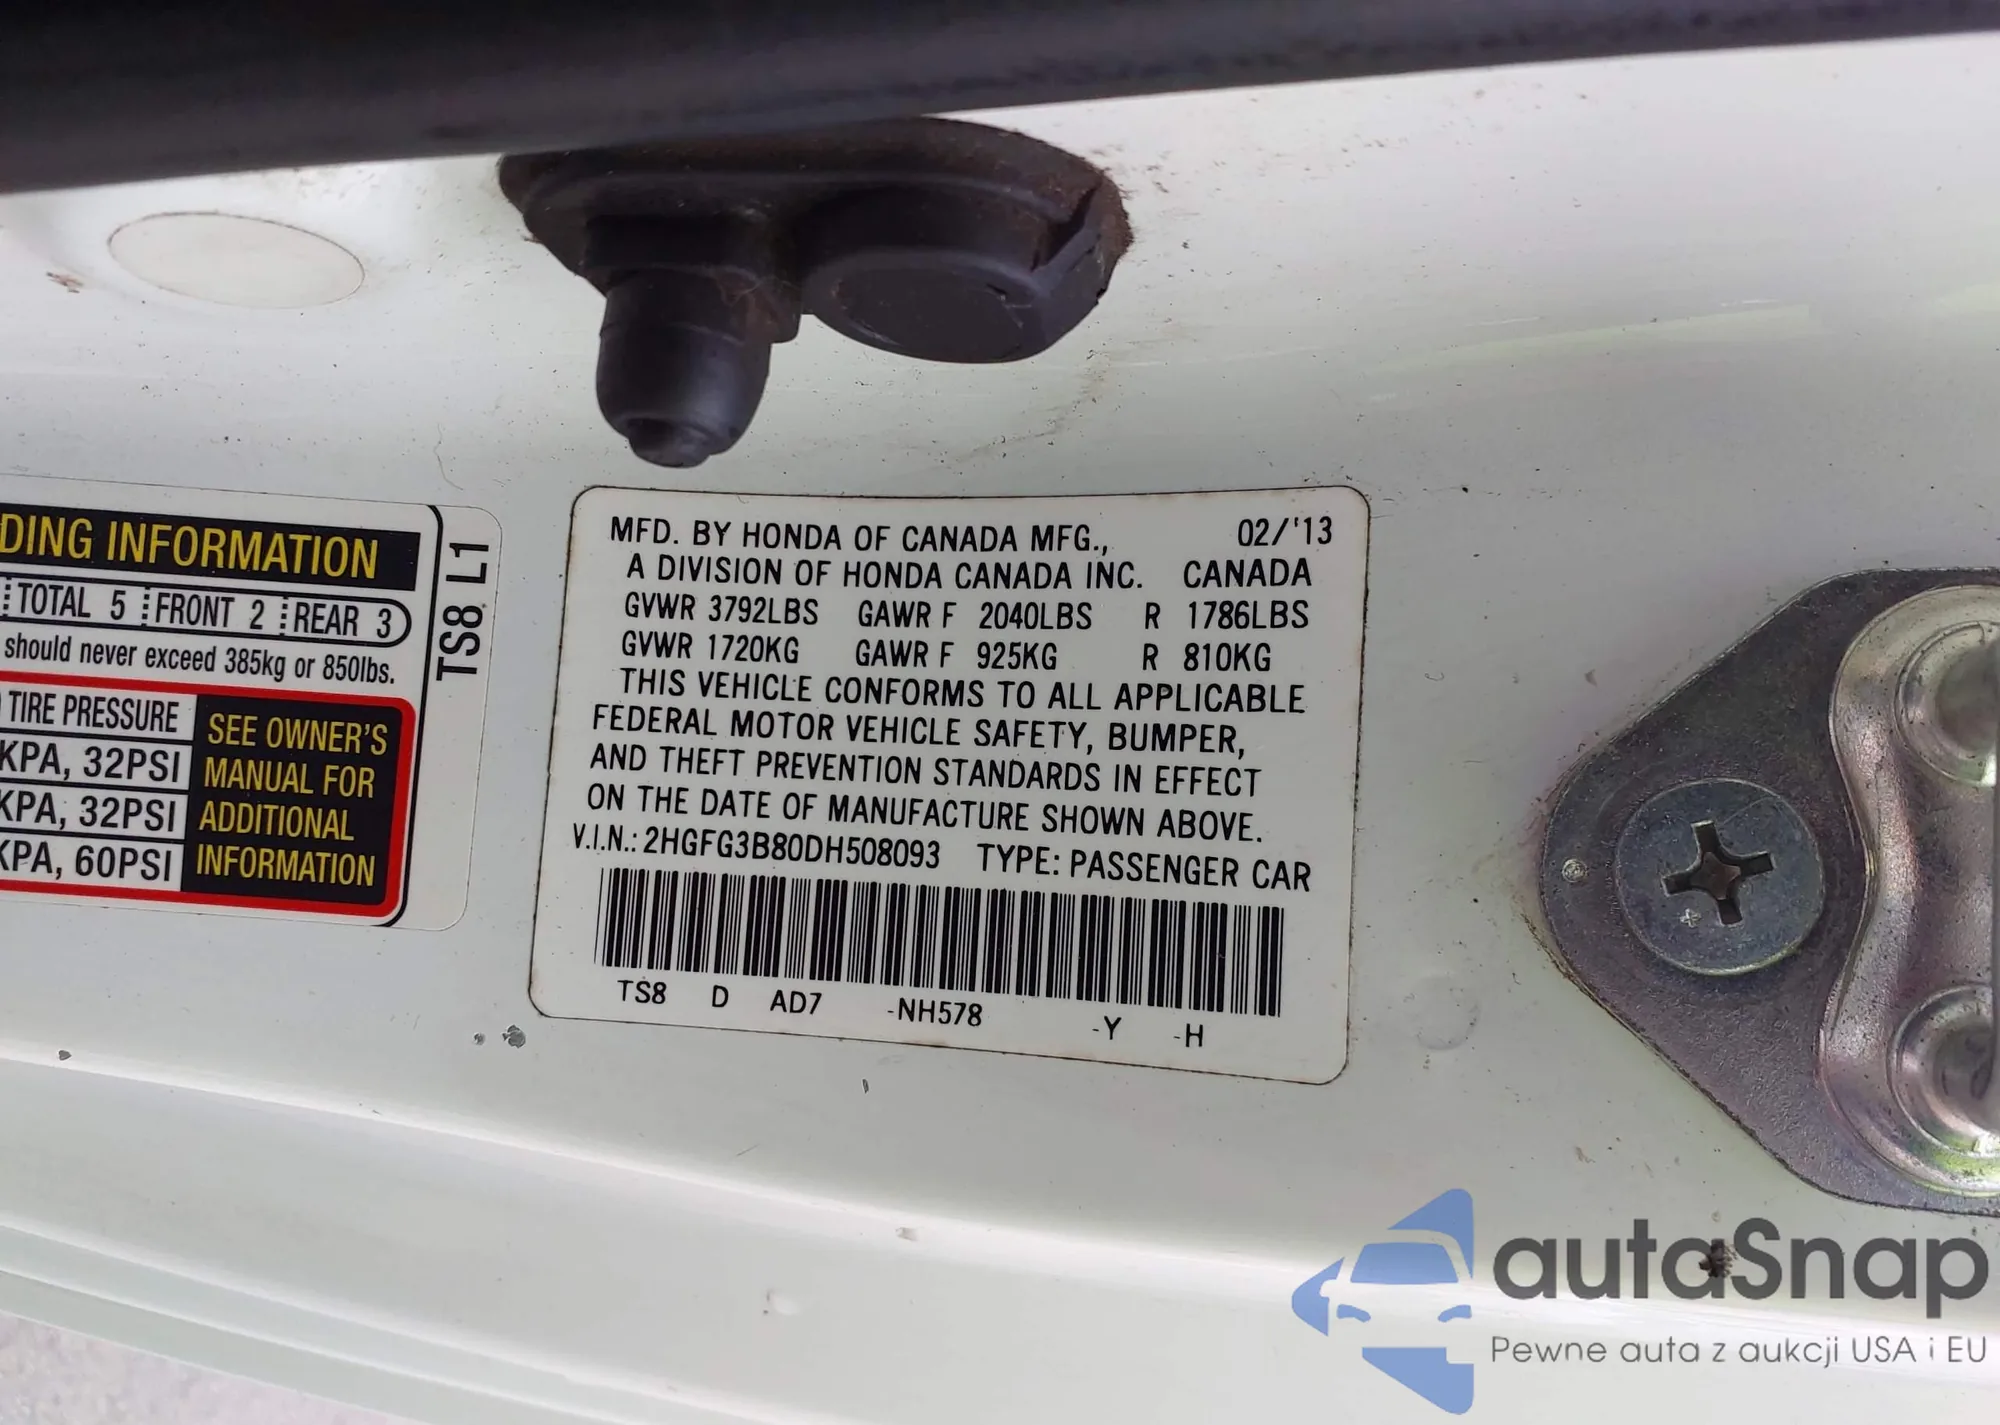 DING INFORMATION
TOTAL 5 FRONT 2 REAR 3
should never exceed 385kg or 850lbs.
TIRE PRESSURE
KPA, 32PSI
KPA, 32PSI
KPA, 60PSI
SEE OWNER'S
MANUAL FOR
ADDITIONAL
INFORMATION
TS8 L1
MFD. BY HONDA OF CANADA MFG., 02/'13
A DIVISION OF HONDA CANADA INC. CANADA
GVWR 3792LBS GAWR F 2040LBS R 1786LBS
GVWR 1720KG GAWR F 925KG R 810KG
THIS VEHICLE CONFORMS TO ALL APPLICABLE
FEDERAL MOTOR VEHICLE SAFETY, BUMPER,
AND THEFT PREVENTION STANDARDS IN EFFECT
ON THE DATE OF MANUFACTURE SHOWN ABOVE.
V.I.N.: 2HGFG3B80DH508093 TYPE: PASSENGER CAR
TS8 D AD7 -NH578 -Y -H
autoSnap
Pewne auta z aukcji USA i EU